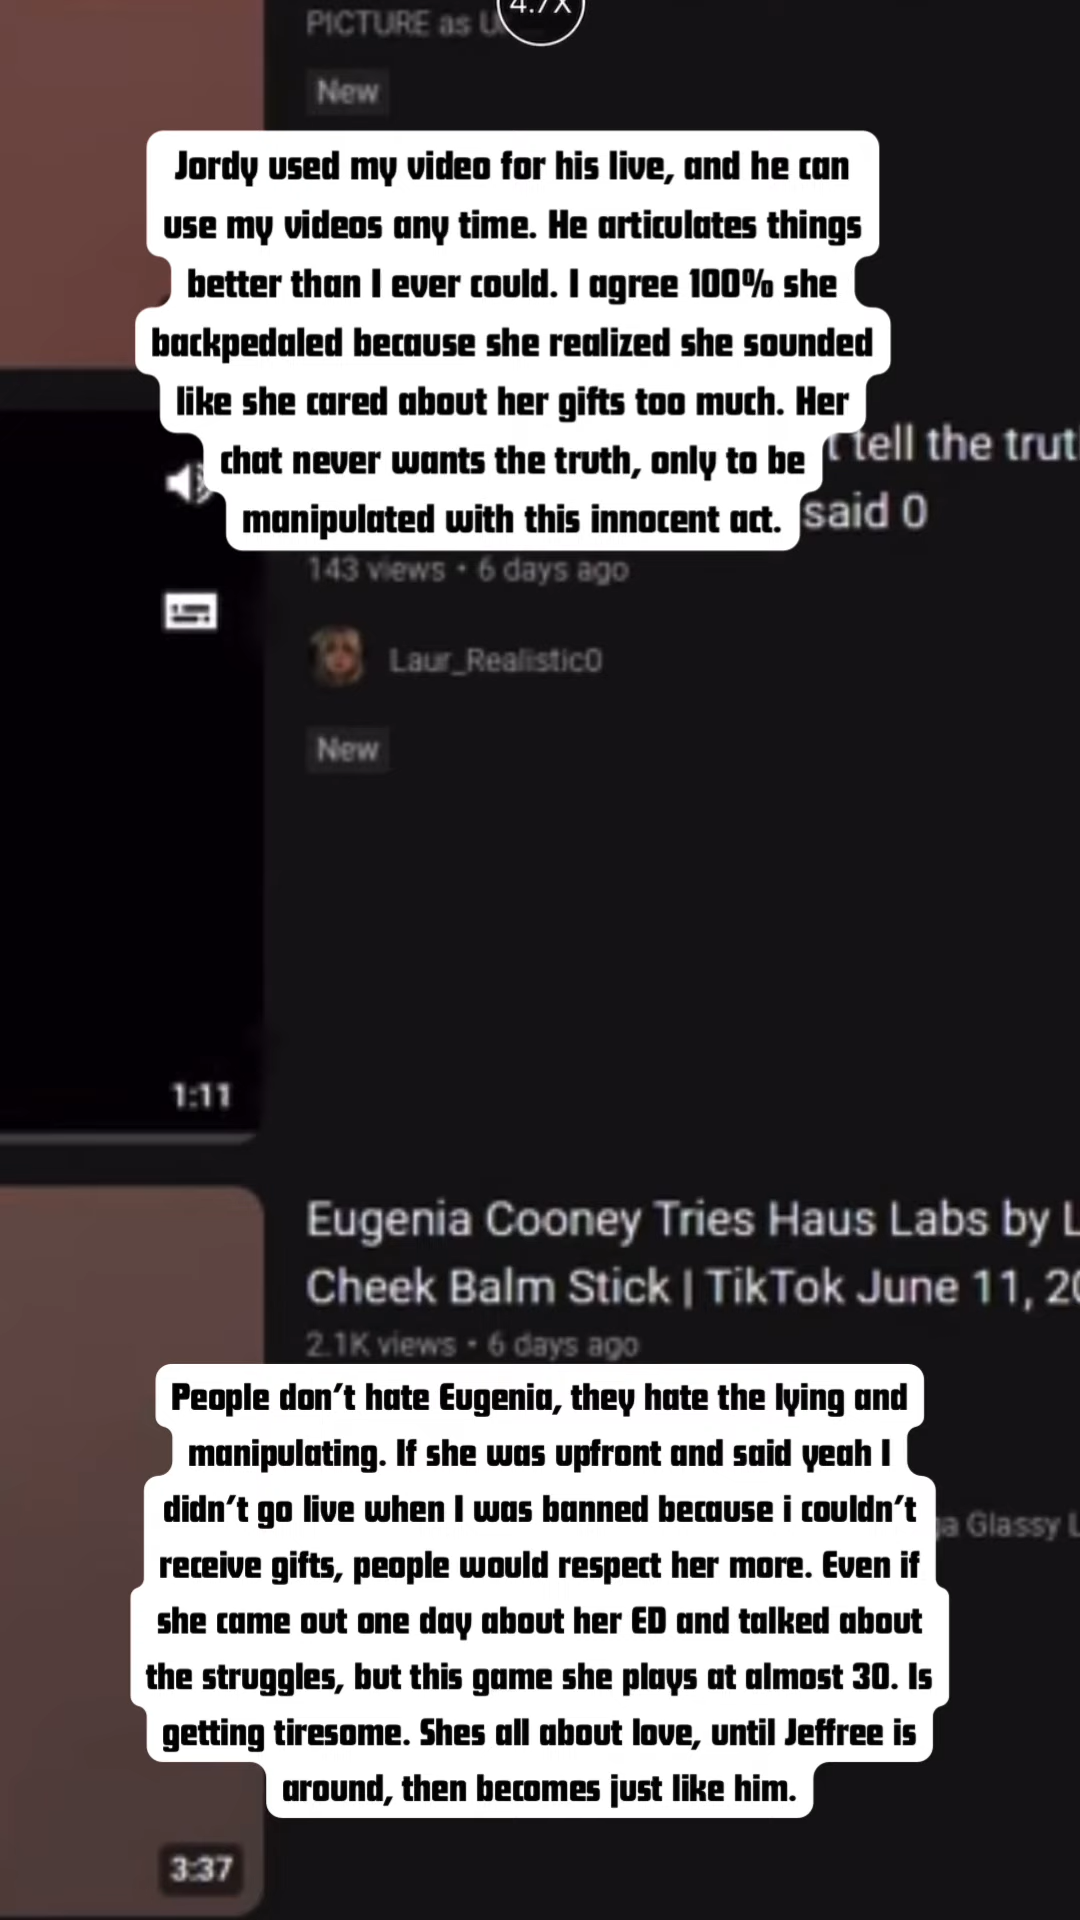 4.7X
PICTURE as
New
Jordy used my video for his live, and he can
use my videos any time. He articulates things
better than I ever could. I agree 100% she
backpedaled because she realized she sounded
like she cared about her gifts too much. Her
chat never wants the truth, only to be
manipulated with this innocent act.
tell the trut
said 0
143 views • 6 days ago
Laur_Realistic0
New
1:11
Eugenia Cooney Tries Haus Labs by L
Cheek Balm Stick | TikTok June 11, 20
2.1K views • 6 days ago
People don't hate Eugenia, they hate the lying and
manipulating. If she was upfront and said yeah I
didn't go live when I was banned because i couldn't
receive gifts, people would respect her more. Even if
she came out one day about her ED and talked about
the struggles, but this game she plays at almost 30. Is
getting tiresome. Shes all about love, until Jeffree is
around, then becomes just like him.
Glassy L
3:37